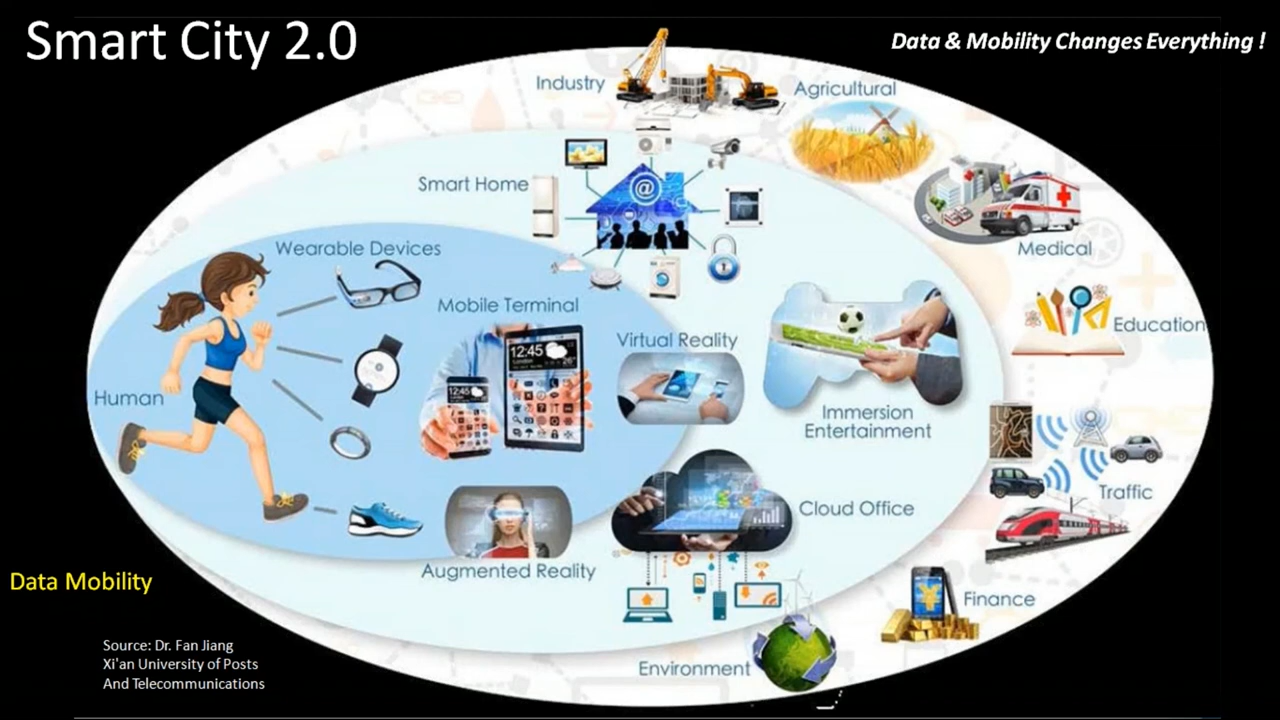 Smart City 2.0
Data & Mobility Changes Everything !
Industry
Agricultural
Smart Home
@
Medical
Wearable Devices
Mobile Terminal
12:45
12:45
Virtual Reality
Education
Human
Immersion
Entertainment
Traffic
Cloud Office
Augmented Reality
Data Mobility
Finance
¥
Environment
Source: Dr. Fan Jiang
Xi'an University of Posts
And Telecommunications